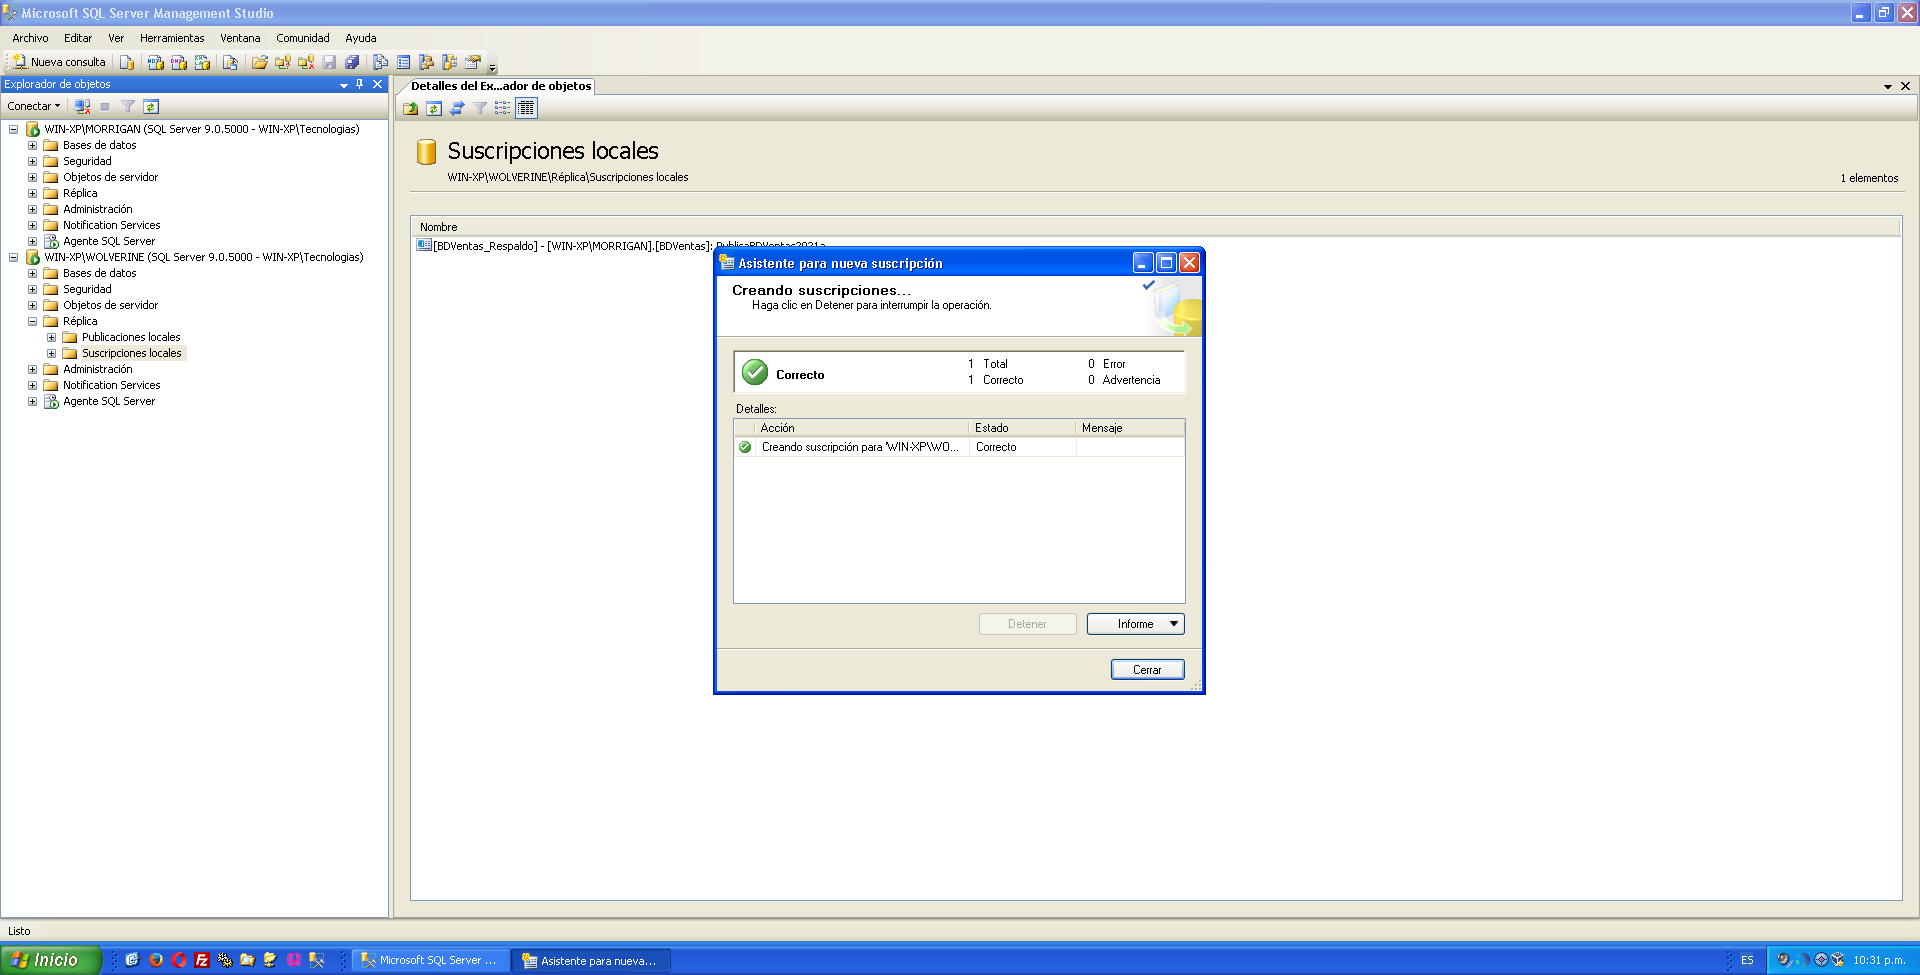 Microsoft SQL Server Management Studio
Archivo Editar Ver Herramientas Ventana Comunidad Ayuda
Nueva consulta
Explorador de objetos
Conectar
WIN-XP\MORRIGAN (SQL Server 9.0.5000 - WIN-XP\Tecnologias)
Bases de datos
Seguridad
Objetos de servidor
Réplica
Administración
Notification Services
Agente SQL Server
WIN-XP\WOLVERINE (SQL Server 9.0.5000 - WIN-XP\Tecnologias)
Bases de datos
Seguridad
Objetos de servidor
Réplica
Publicaciones locales
Suscripciones locales
Administración
Notification Services
Agente SQL Server
Detalles del Ex...ador de objetos
Suscripciones locales
WIN-XP\WOLVERINE\Réplica\Suscripciones locales
1 elementos
Nombre
[BDVentas_Respaldo] - [WIN-XP\MORRIGAN].[BDVentas]: PublicaBDVentas2021a
Asistente para nueva suscripción
Creando suscripciones...
Haga clic en Detener para interrumpir la operación.
Correcto
1 Total 0 Error
1 Correcto 0 Advertencia
Detalles:
Acción Estado Mensaje
Creando suscripción para 'WIN-XP\WO... Correcto
Detener Informe
Cerrar
Listo
Inicio Microsoft SQL Server ... Asistente para nueva... ES 10:31 p.m.